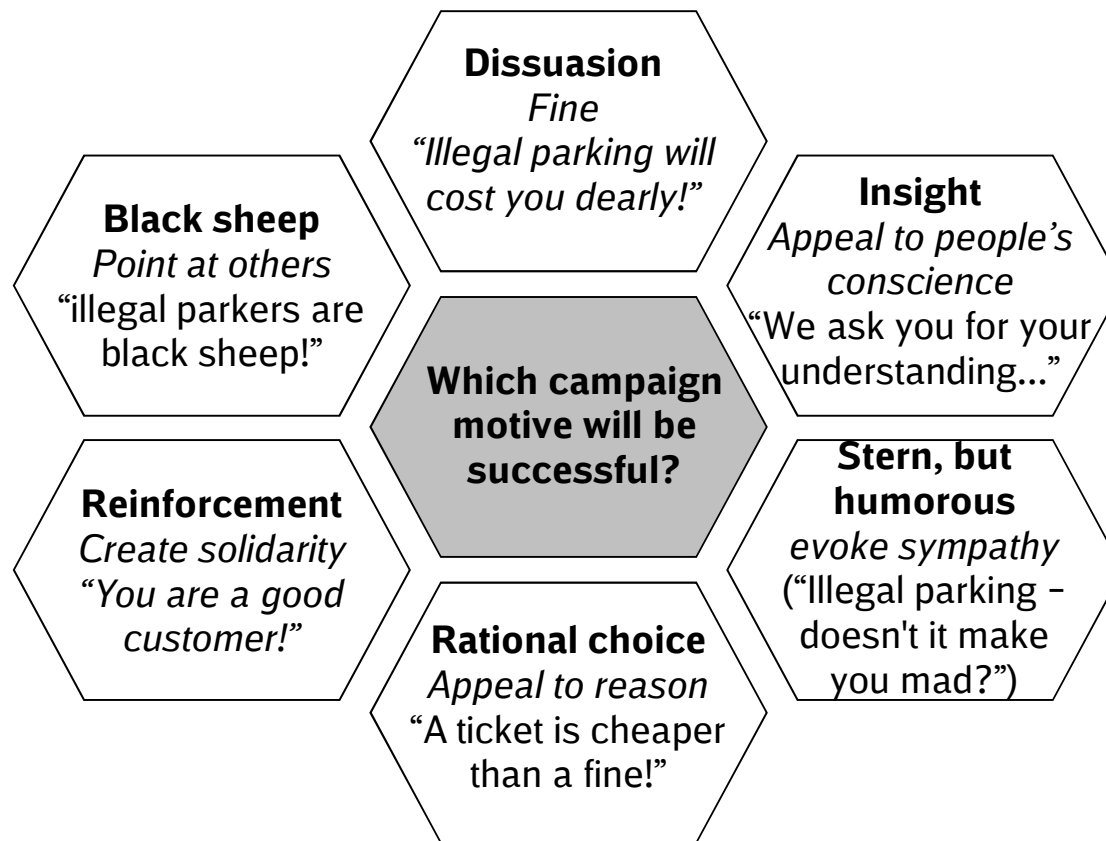 Dissuasion
Fine
“Illegal parking will
cost you dearly!”
Insight
Appeal to people’s
conscience
“We ask you for your
understanding...”
Stern, but
humorous
evoke sympathy
(“Illegal parking –
doesn't it make
you mad?”)
Rational choice
Appeal to reason
“A ticket is cheaper
than a fine!”
Reinforcement
Create solidarity
“You are a good
customer!”
Black sheep
Point at others
“illegal parkers are
black sheep!”
Which campaign
motive will be
successful?